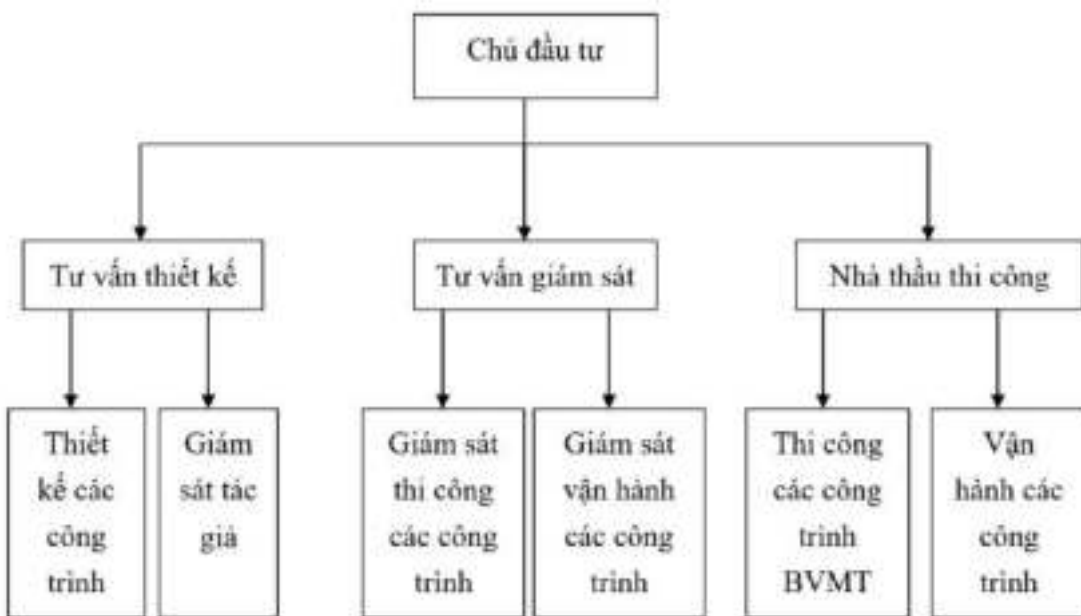 Chủ đầu tư
Tư vấn thiết kế
Tư vấn giám sát
Nhà thầu thi công
Thiết
kế các
công
trình
Giám
sát tác
giả
Giám sát
thi công
các công
trình
Giám sát
vận hành
các công
trình
Thi công
các công
trình
BVMT
Vận
hành các
công
trình